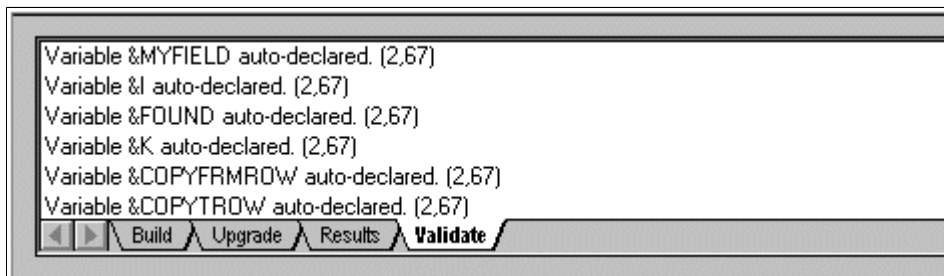 Variable &MYFIELD auto-declared. (2,67)
Variable &I auto-declared. (2,67)
Variable &FOUND auto-declared. (2,67)
Variable &K auto-declared. (2,67)
Variable &COPYFRMROW auto-declared. (2,67)
Variable &COPYTROW auto-declared. (2,67)
Build Upgrade Results Validate